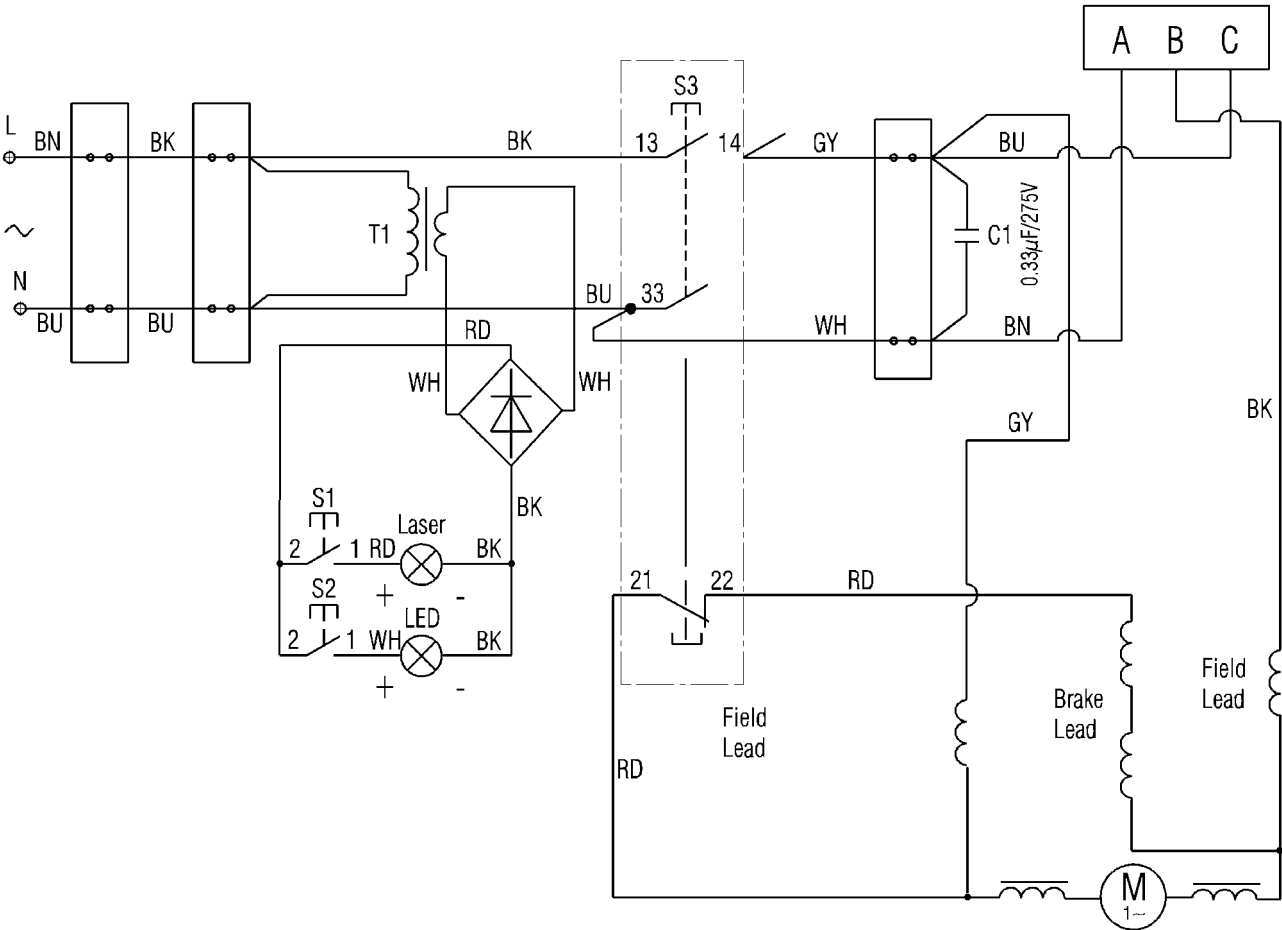 A B C
S3
L BN BK BK 13 14 GY BU
T1
C1 0.33µF/275V
N
BU BU BU 33
RD WH BN
WH WH
BK
GY
S1
BK
Laser
2 1 RD BK
+ -
21 22 RD
S2
LED
2 1 WH BK
+ -
Field
Lead
Brake
Lead
Field
Lead
RD
M
1~